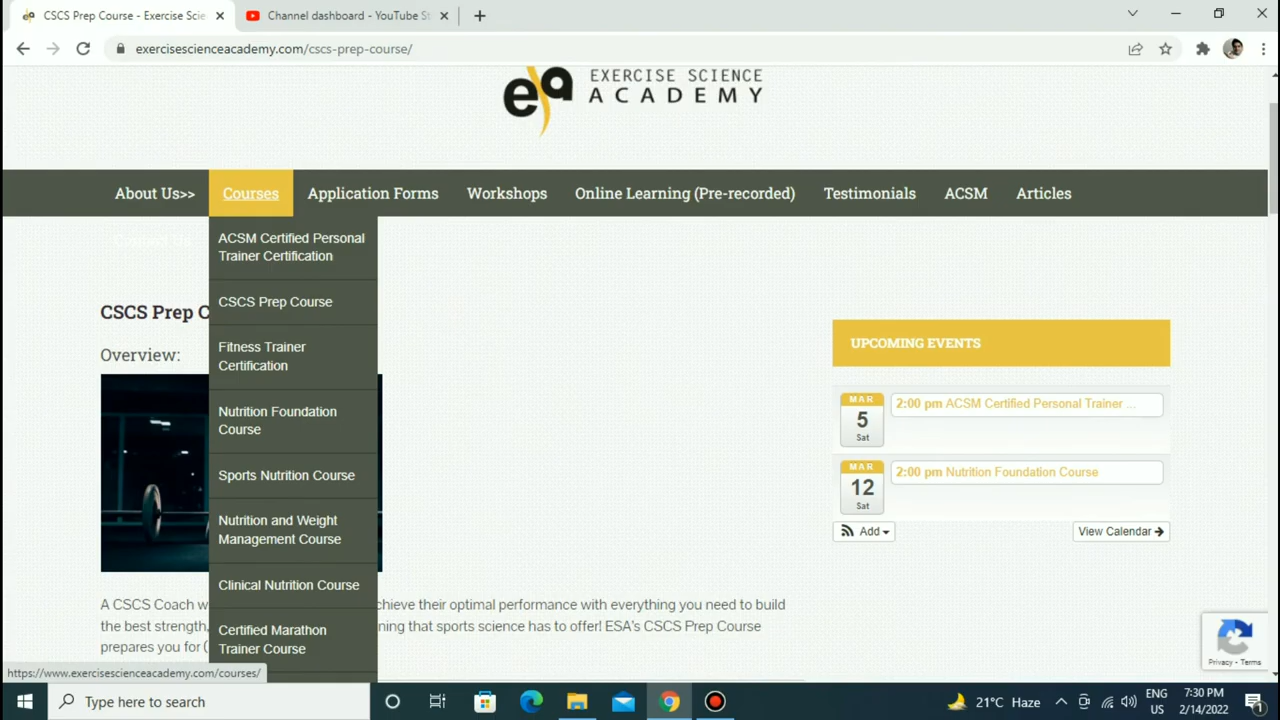 CSCS Prep Course - Exercise Scie
Channel dashboard - YouTube St
exercisescienceacademy.com/cscs-prep-course/
ea EXERCISE SCIENCE
ACADEMY
About Us>> Courses Application Forms Workshops Online Learning (Pre-recorded) Testimonials ACSM Articles
ACSM Certified Personal
Trainer Certification
CSCS Prep Course
Fitness Trainer
Certification
Nutrition Foundation
Course
Sports Nutrition Course
Nutrition and Weight
Management Course
Clinical Nutrition Course
Certified Marathon
Trainer Course
CSCS Prep C
Overview:
A CSCS Coach w
chieve their optimal performance with everything you need to build
the best strength,
ning that sports science has to offer! ESA's CSCS Prep Course
prepares you for (
UPCOMING EVENTS
MAR
5
Sat
2:00 pm ACSM Certified Personal Trainer ...
MAR
12
Sat
2:00 pm Nutrition Foundation Course
Add
View Calendar
Privacy - Terms
https://www.exercisescienceacademy.com/courses/
Type here to search
21°C Haze
ENG
US
7:30 PM
2/14/2022
1